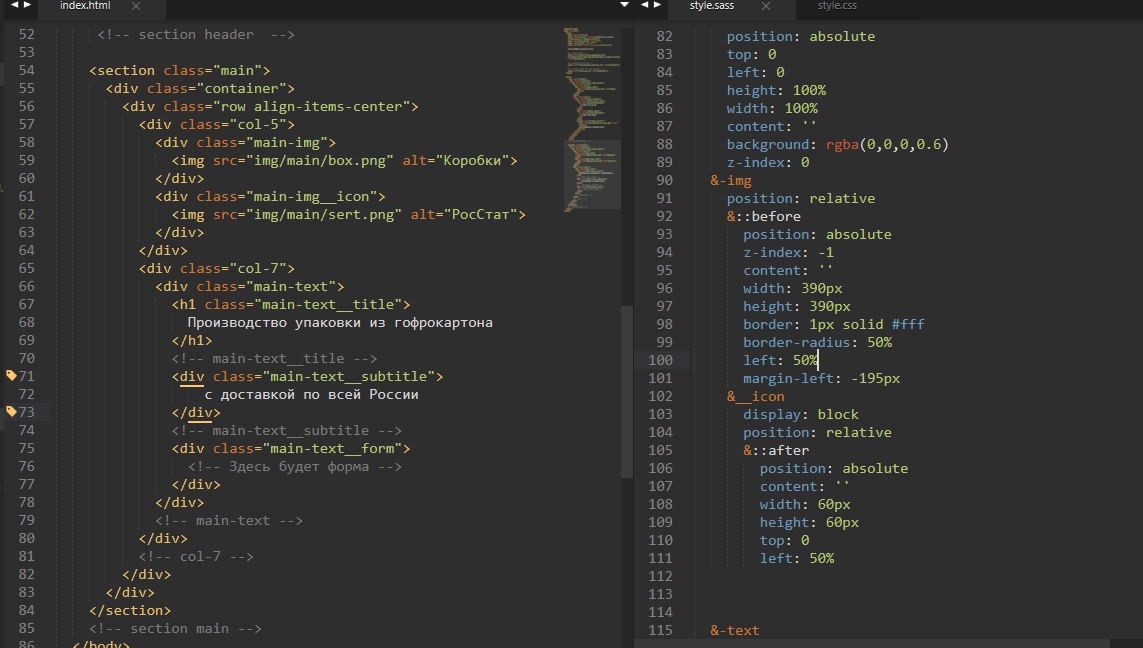 index.html
52 <!-- section header  -->
53
54 <section class="main">
55 <div class="container">
56 <div class="row align-items-center">
57 <div class="col-5">
58 <div class="main-img">
59 <img src="img/main/box.png" alt="Коробки">
60 </div>
61 <div class="main-img__icon">
62 <img src="img/main/sert.png" alt="РосСтат">
63 </div>
64 </div>
65 <div class="col-7">
66 <div class="main-text">
67 <h1 class="main-text__title">
68 Производство упаковки из гофрокартона
69 </h1>
70 <!-- main-text__title -->
71 <div class="main-text__subtitle">
72 с доставкой по всей России
73 </div>
74 <!-- main-text__subtitle -->
75 <div class="main-text__form">
76 <!-- Здесь будет форма -->
77 </div>
78 </div>
79 <!-- main-text -->
80 </div>
81 <!-- col-7 -->
82 </div>
83 </div>
84 </section>
85 <!-- section main -->
86 </body>
style.sass style.css
82 position: absolute
83 top: 0
84 left: 0
85 height: 100%
86 width: 100%
87 content: ''
88 background: rgba(0,0,0,0.6)
89 z-index: 0
90 &-img
91 position: relative
92 &::before
93 position: absolute
94 z-index: -1
95 content: ''
96 width: 390px
97 height: 390px
98 border: 1px solid #fff
99 border-radius: 50%
100 left: 50%
101 margin-left: -195px
102 &__icon
103 display: block
104 position: relative
105 &::after
106 position: absolute
107 content: ''
108 width: 60px
109 height: 60px
110 top: 0
111 left: 50%
112
113
114
115 &-text